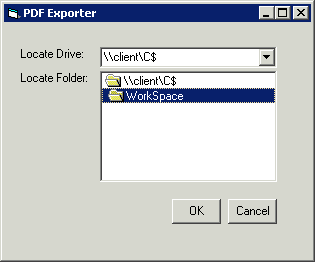 PDF Exporter
Locate Drive:
\\client\C$
Locate Folder:
\\client\C$
WorkSpace
OK
Cancel